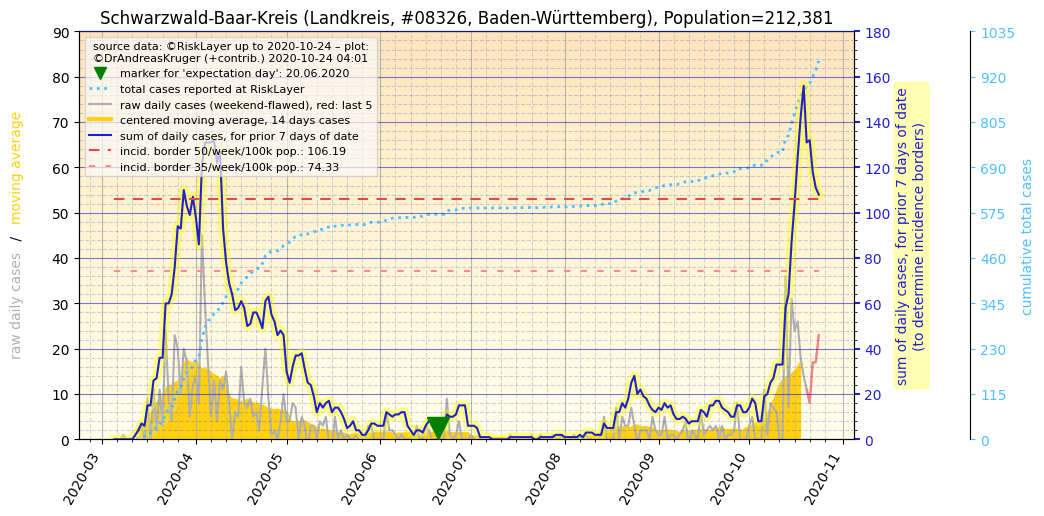 Schwarzwald-Baar-Kreis (Landkreis, #08326, Baden-Württemberg), Population=212,381
source data: ©RiskLayer up to 2020-10-24 – plot:
©DrAndreasKruger (+contrib.) 2020-10-24 04:01
marker for 'expectation day': 20.06.2020
total cases reported at RiskLayer
raw daily cases (weekend-flawed), red: last 5
centered moving average, 14 days cases
sum of daily cases, for prior 7 days of date
incid. border 50/week/100k pop.: 106.19
incid. border 35/week/100k pop.: 74.33
raw daily cases / moving average
90
80
70
60
50
40
30
20
10
0
180
160
140
120
100
80
60
40
20
0
sum of daily cases, for prior 7 days of date
(to determine incidence borders)
1035
920
805
690
575
460
345
230
115
0
cumulative total cases
2020-03
2020-04
2020-05
2020-06
2020-07
2020-08
2020-09
2020-10
2020-11